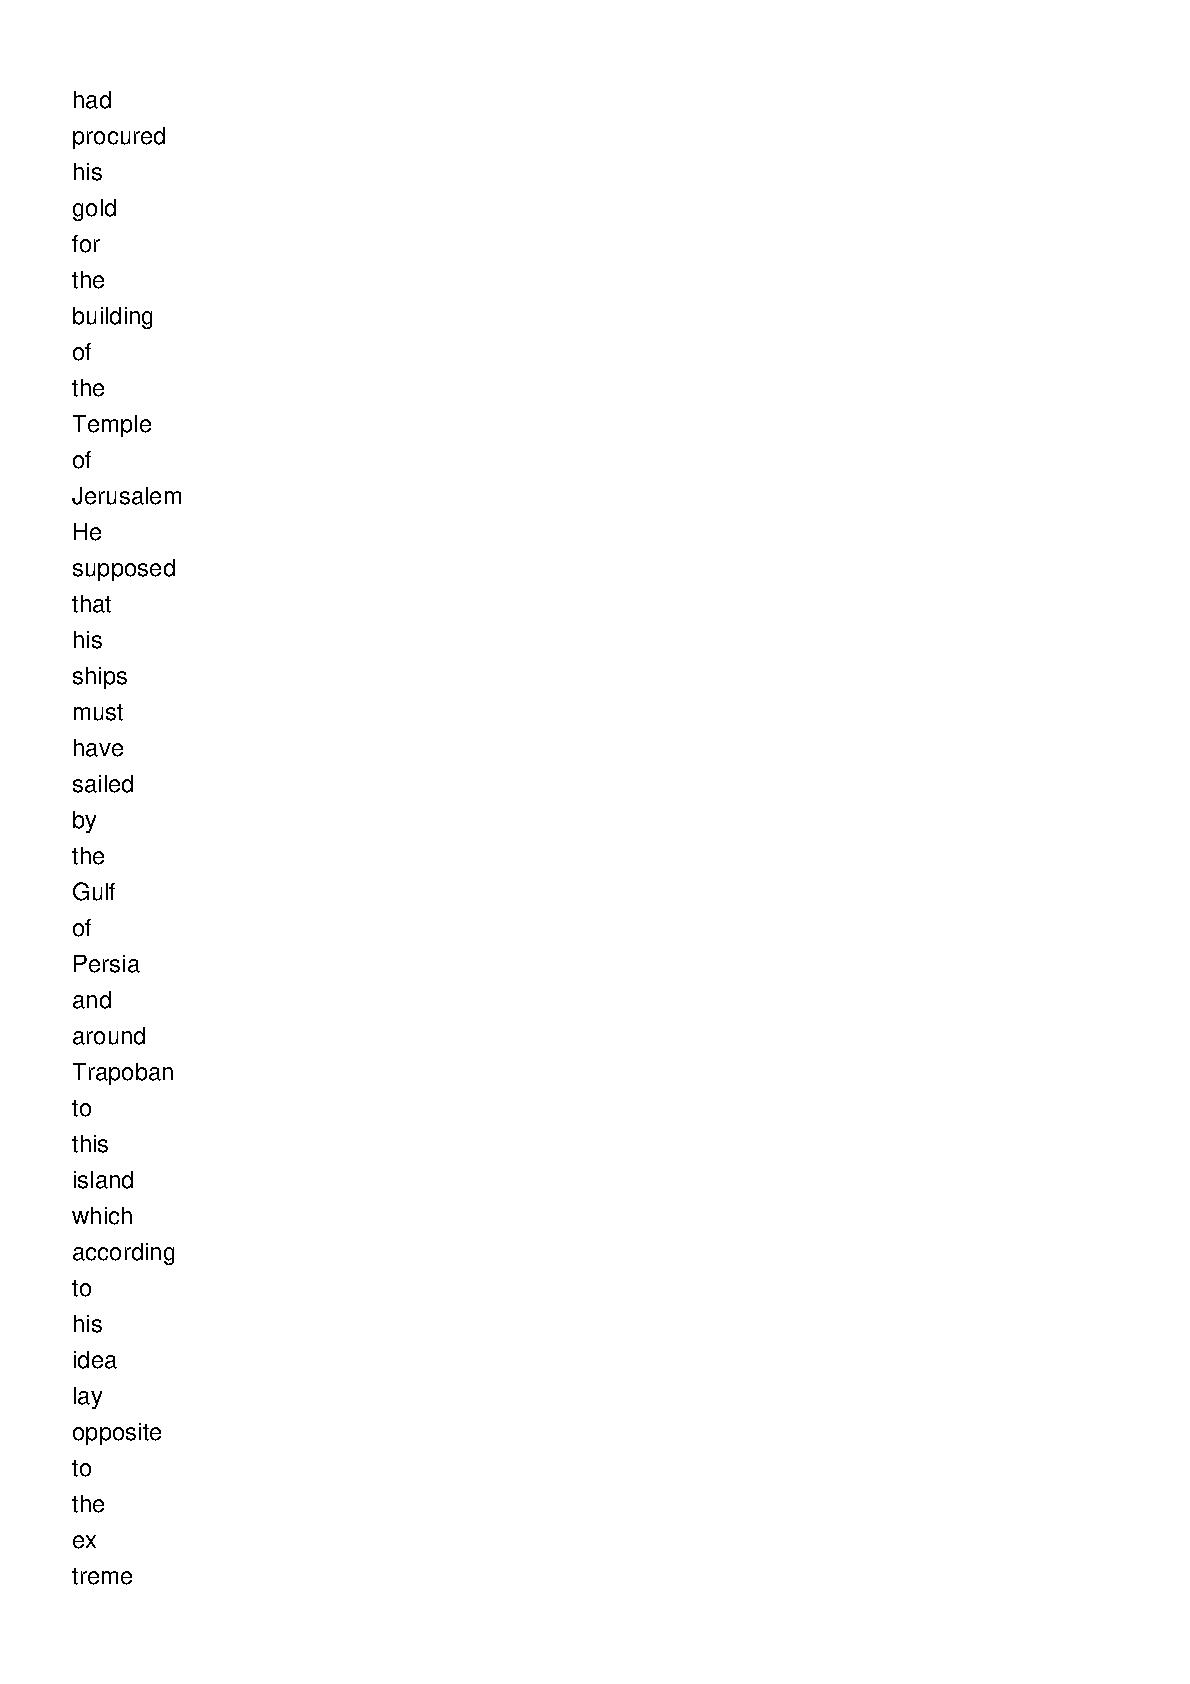 had
procured
his
gold
for
the
building
of
the
Temple
of
Jerusalem
He
supposed
that
his
ships
must
have
sailed
by
the
Gulf
of
Persia
and
around
Trapoban
to
this
island
which
according
to
his
idea
lay
opposite
to
the
ex
treme